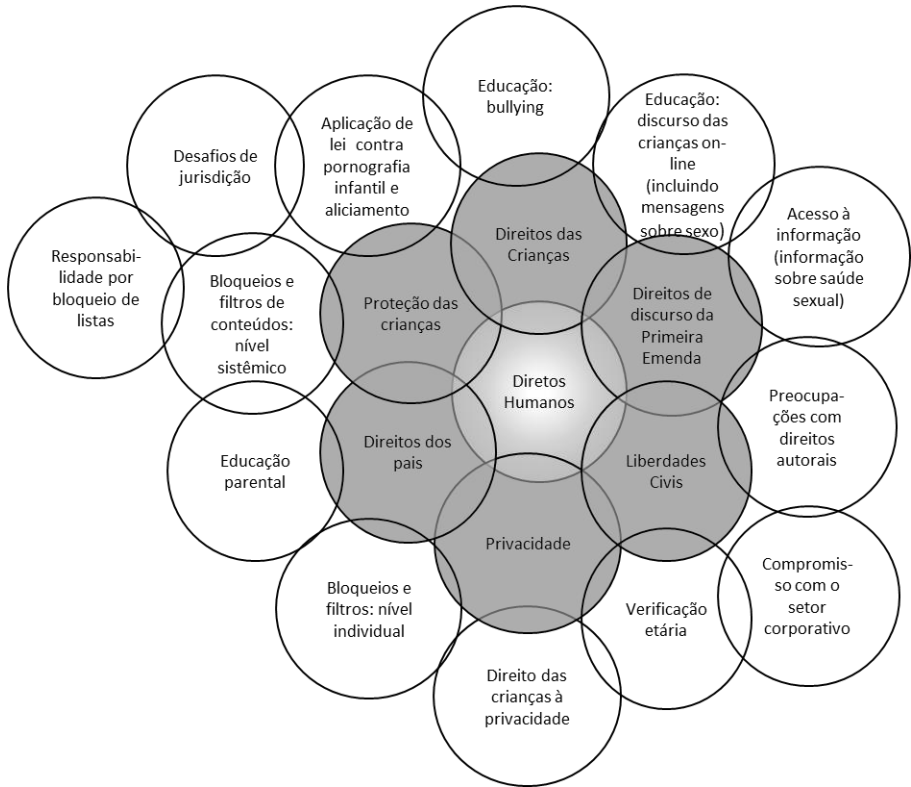 Educação:
bullying
Aplicação de
lei contra
pornografia
infantil e
aliciamento
Educação:
discurso das
crianças on-
line
(incluindo
mensagens
sobre sexo)
Desafios de
jurisdição
Acesso à
informação
(informação
sobre saúde
sexual)
Direitos das
Crianças
Responsabi-
lidade por
bloqueio de
listas
Bloqueios e
filtros de
conteúdos:
nível
sistêmico
Proteção das
crianças
Direitos de
discurso da
Primeira
Emenda
Diretos
Humanos
Preocupa-
ções com
direitos
autorais
Educação
parental
Direitos dos
pais
Liberdades
Civis
Privacidade
Compromis-
so com o
setor
corporativo
Bloqueios e
filtros: nível
individual
Verificação
etária
Direito das
crianças à
privacidade